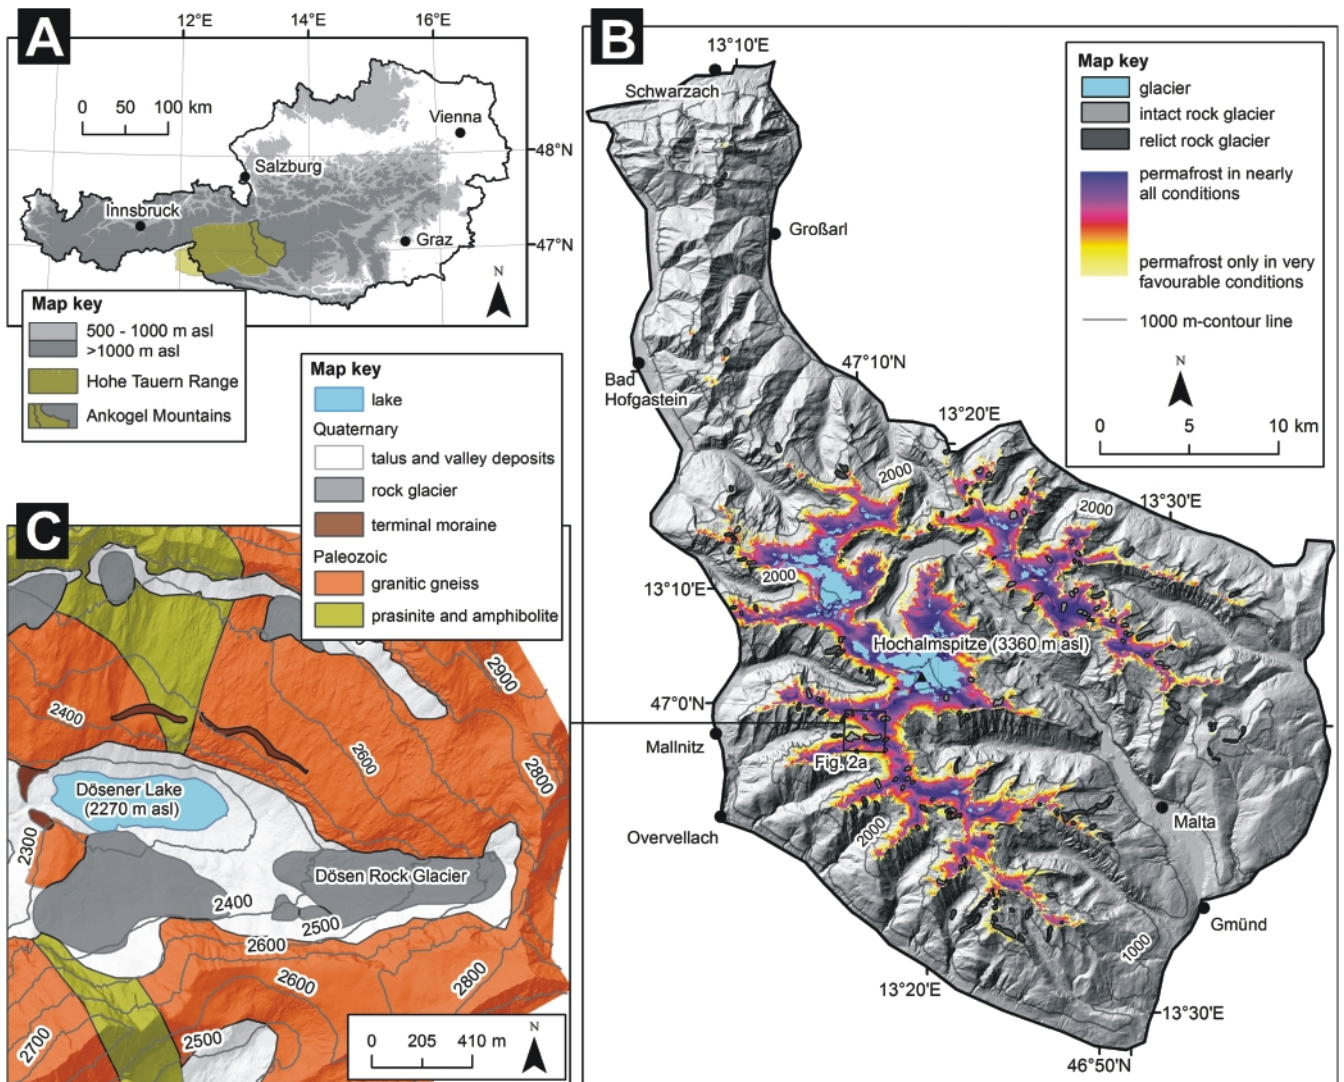 A
12°E
14°E
16°E
0 50 100 km
Vienna
48°N
Salzburg
Innsbruck
Graz
47°N
N
Map key
500 - 1000 m asl
>1000 m asl
Hohe Tauern Range
Ankogel Mountains
Map key
lake
Quaternary
talus and valley deposits
rock glacier
terminal moraine
Paleozoic
granitic gneiss
prasinite and amphibolite
C
2900
2400
2600
2800
Dösener Lake
(2270 m asl)
2300
Dösen Rock Glacier
2400
2500
2600
2600
2800
2700
2500
0 205 410 m
N
B
13°10'E
Schwarzach
Großarl
Bad
Hofgastein
47°10'N
13°20'E
2000
13°30'E
2000
2000
13°10'E
Hochalmspitze (3360 m asl)
47°0'N
Mallnitz
Fig. 2a
Overvellach
2000
Malta
Gmünd
1000
13°20'E
13°30'E
46°50'N
Map key
glacier
intact rock glacier
relict rock glacier
permafrost in nearly
all conditions
permafrost only in very
favourable conditions
1000 m-contour line
N
0 5 10 km